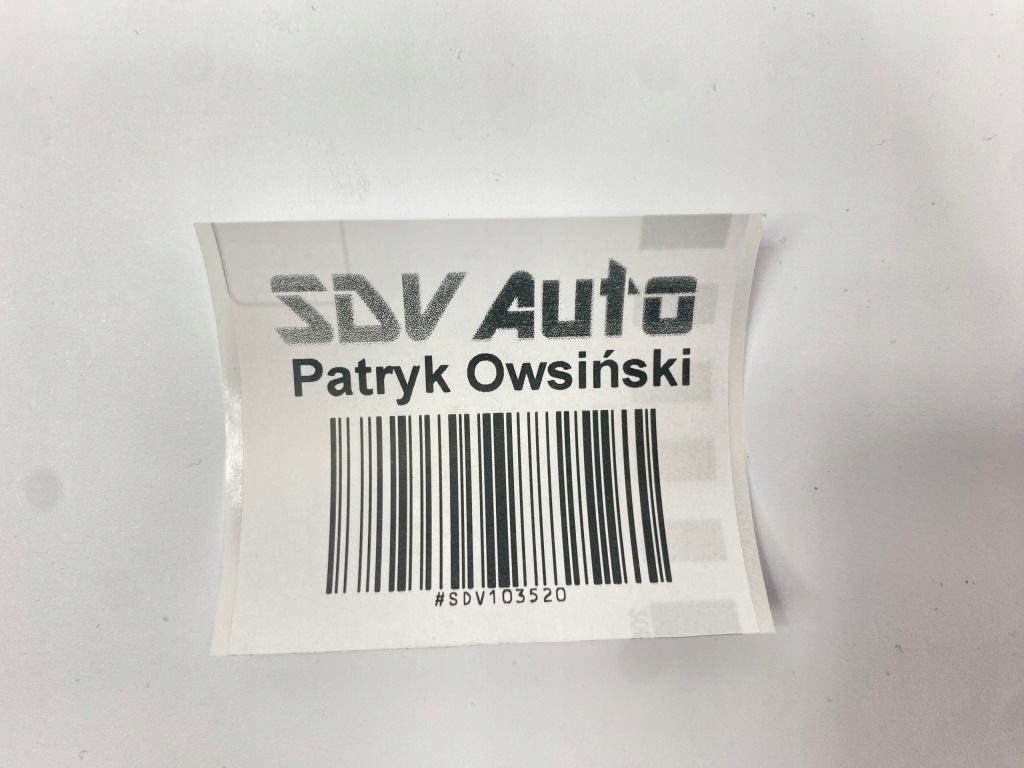 SDV Auto
Patryk Owsiński
#SDV103520